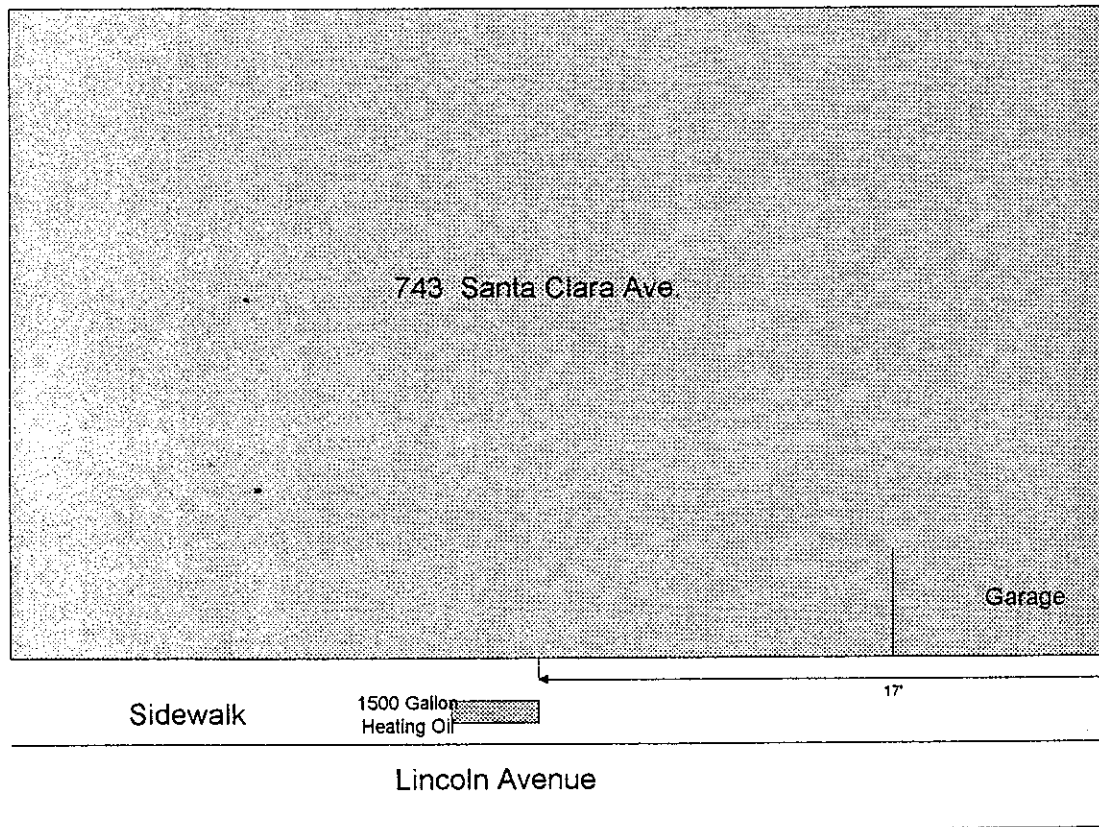 743 Santa Clara Ave.
Garage
17'
Sidewalk
1500 Gallon
Heating Oil
Lincoln Avenue